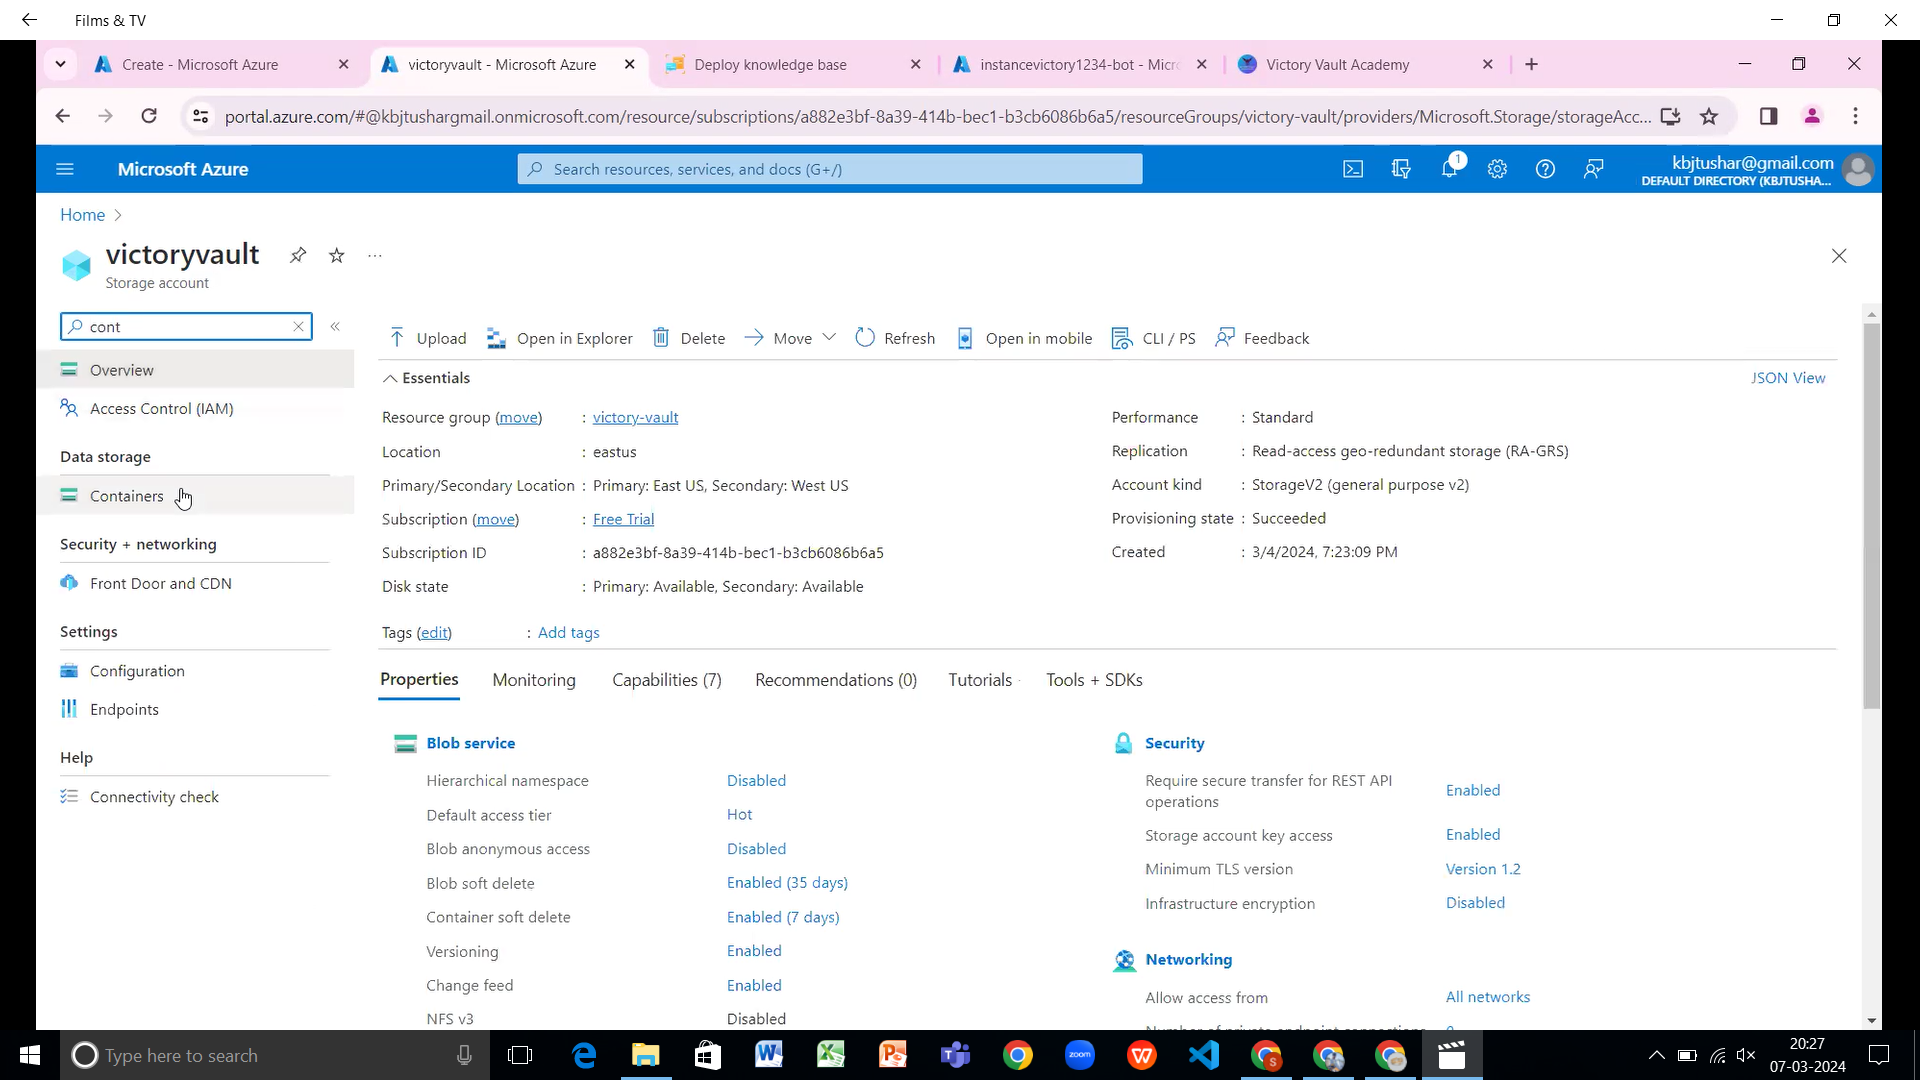 Films & TV
Create - Microsoft Azure
victoryvault - Microsoft Azure
Deploy knowledge base
instancevictory1234-bot - Micr
Victory Vault Academy
portal.azure.com/#@kbjtushargmail.onmicrosoft.com/resource/subscriptions/a882e3bf-8a39-414b-bec1-b3cb6086b6a5/resourceGroups/victory-vault/providers/Microsoft.Storage/storageAcc...
Microsoft Azure
Search resources, services, and docs (G+/)
1
kbjtushar@gmail.com
DEFAULT DIRECTORY (KBJTUSHA...
Home
victoryvault
Storage account
cont
Overview
Access Control (IAM)
Data storage
Containers
Security + networking
Front Door and CDN
Settings
Configuration
Endpoints
Help
Connectivity check
Upload
Open in Explorer
Delete
Move
Refresh
Open in mobile
CLI / PS
Feedback
Essentials
JSON View
Resource group (move) : victory-vault
Location : eastus
Primary/Secondary Location : Primary: East US, Secondary: West US
Subscription (move) : Free Trial
Subscription ID : a882e3bf-8a39-414b-bec1-b3cb6086b6a5
Disk state : Primary: Available, Secondary: Available
Performance : Standard
Replication : Read-access geo-redundant storage (RA-GRS)
Account kind : StorageV2 (general purpose v2)
Provisioning state : Succeeded
Created : 3/4/2024, 7:23:09 PM
Tags (edit) : Add tags
Properties
Monitoring
Capabilities (7)
Recommendations (0)
Tutorials
Tools + SDKs
Blob service
Hierarchical namespace Disabled
Default access tier Hot
Blob anonymous access Disabled
Blob soft delete Enabled (35 days)
Container soft delete Enabled (7 days)
Versioning Enabled
Change feed Enabled
NFS v3 Disabled
Security
Require secure transfer for REST API
operations Enabled
Storage account key access Enabled
Minimum TLS version Version 1.2
Infrastructure encryption Disabled
Networking
Allow access from All networks
Number of private endpoint connections 0
Type here to search
zoom
20:27
07-03-2024